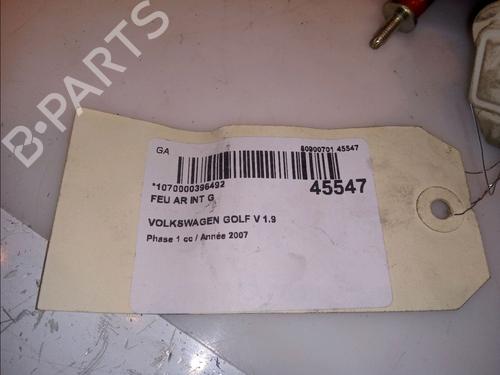 B-PARTS
GA
80900701 45547
*1070000396492
45547
FEU AR INT G
VOLKSWAGEN GOLF V 1.9
Phase 1 cc / Année 2007